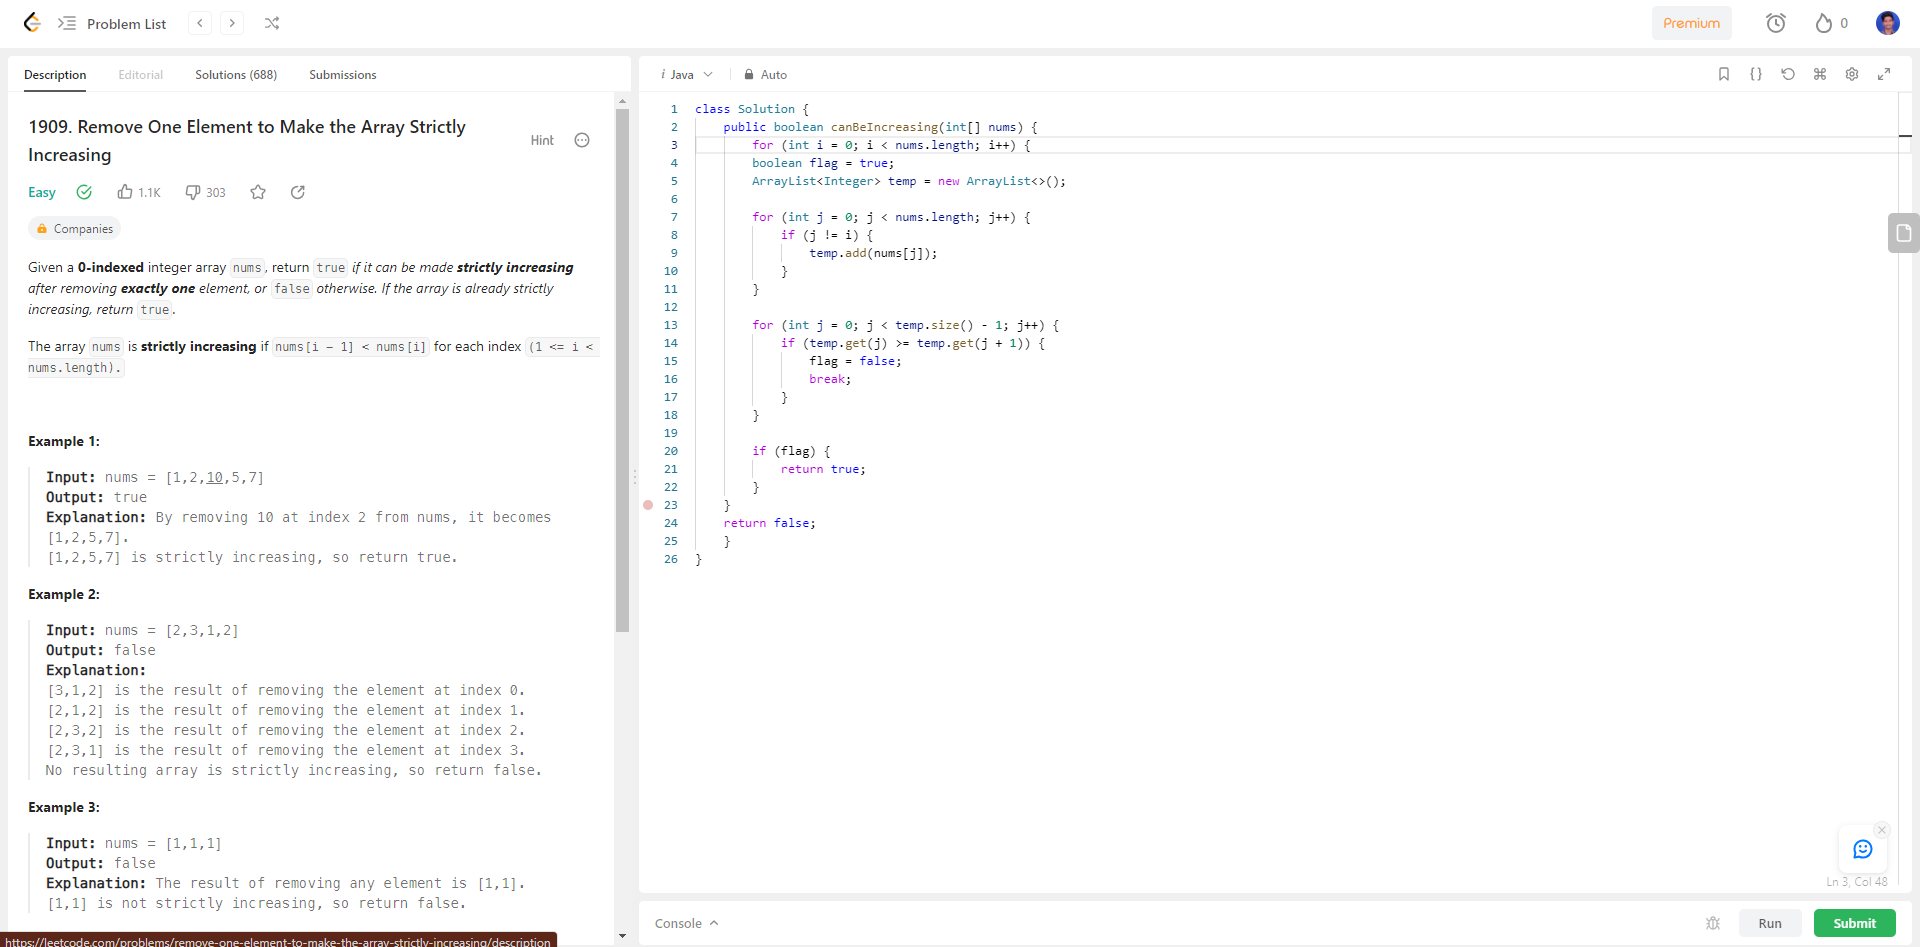 Problem List
Premium
0
Description Editorial Solutions (688) Submissions
1909. Remove One Element to Make the Array Strictly
Increasing
Hint
Easy 1.1K 303
Companies
Given a 0-indexed integer array nums, return true if it can be made strictly increasing
after removing exactly one element, or false otherwise. If the array is already strictly
increasing, return true.
The array nums is strictly increasing if nums[i - 1] < nums[i] for each index (1 <= i <
nums.length).
Example 1:
Input: nums = [1,2,10,5,7]
Output: true
Explanation: By removing 10 at index 2 from nums, it becomes
[1,2,5,7].
[1,2,5,7] is strictly increasing, so return true.
Example 2:
Input: nums = [2,3,1,2]
Output: false
Explanation:
[3,1,2] is the result of removing the element at index 0.
[2,1,2] is the result of removing the element at index 1.
[2,3,2] is the result of removing the element at index 2.
[2,3,1] is the result of removing the element at index 3.
No resulting array is strictly increasing, so return false.
Example 3:
Input: nums = [1,1,1]
Output: false
Explanation: The result of removing any element is [1,1].
[1,1] is not strictly increasing, so return false.
https://leetcode.com/problems/remove-one-element-to-make-the-array-strictly-increasing/description
i Java Auto
1 class Solution {
2 public boolean canBeIncreasing(int[] nums) {
3 for (int i = 0; i < nums.length; i++) {
4 boolean flag = true;
5 ArrayList<Integer> temp = new ArrayList<>();
6
7 for (int j = 0; j < nums.length; j++) {
8 if (j != i) {
9 temp.add(nums[j]);
10 }
11 }
12
13 for (int j = 0; j < temp.size() - 1; j++) {
14 if (temp.get(j) >= temp.get(j + 1)) {
15 flag = false;
16 break;
17 }
18 }
19
20 if (flag) {
21 return true;
22 }
23 }
24 return false;
25 }
26 }
Ln 3, Col 48
Console Run Submit